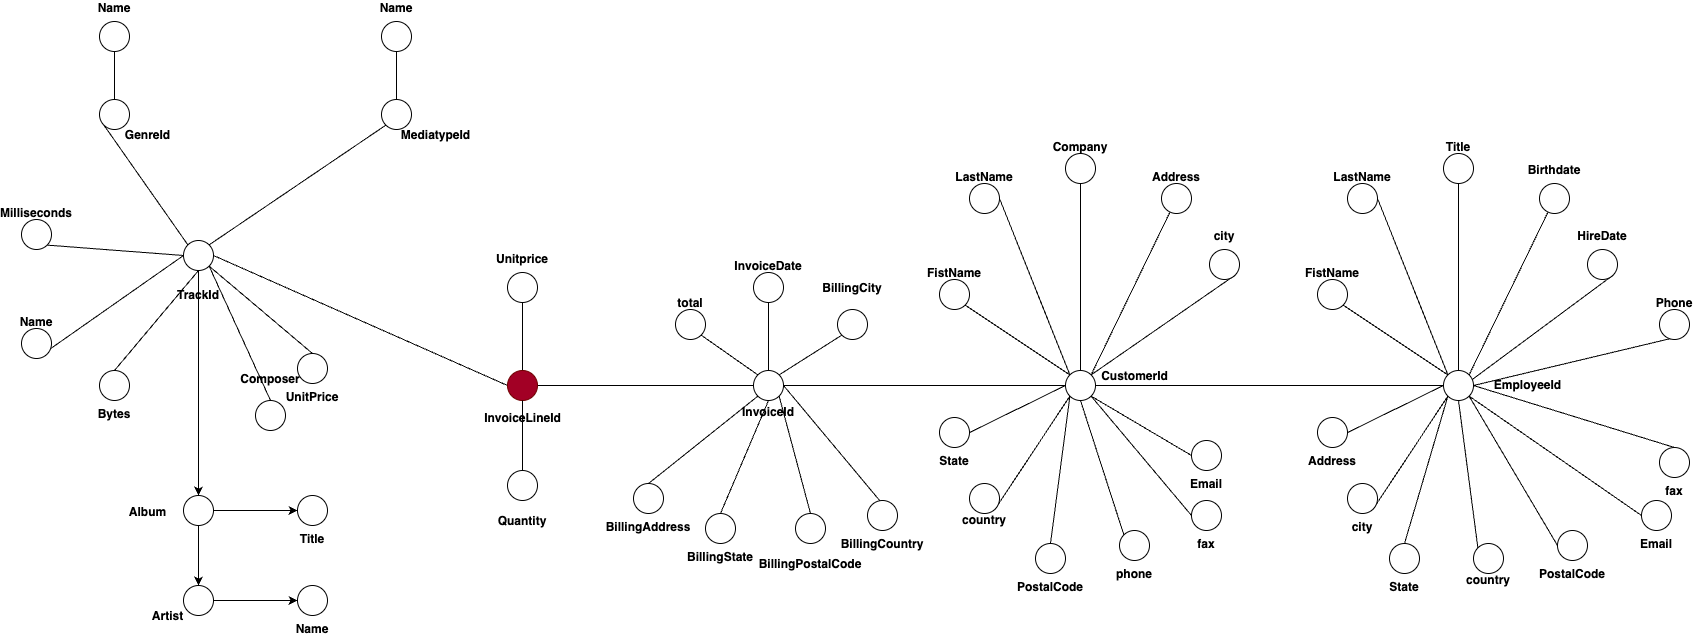 Name
Name
GenreId
MediatypeId
Milliseconds
TrackId
Name
Bytes
Composer
UnitPrice
Album
Title
Artist
Name
Unitprice
InvoiceLineId
Quantity
InvoiceDate
total
BillingCity
InvoiceId
BillingAddress
BillingState
BillingPostalCode
BillingCountry
Company
LastName
Address
city
FistName
CustomerId
State
country
PostalCode
phone
fax
Email
Title
LastName
Birthdate
HireDate
FistName
Phone
EmployeeId
Address
city
State
country
PostalCode
Email
fax